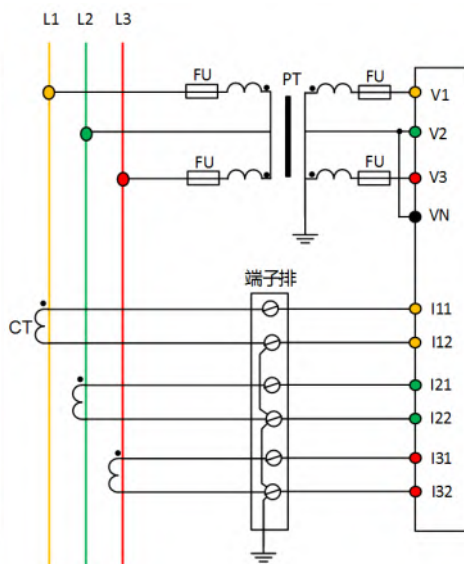 L1 L2 L3
FU PT FU
V1
V2
FU FU
V3
VN
端子排
I11
CT
I12
I21
I22
I31
I32